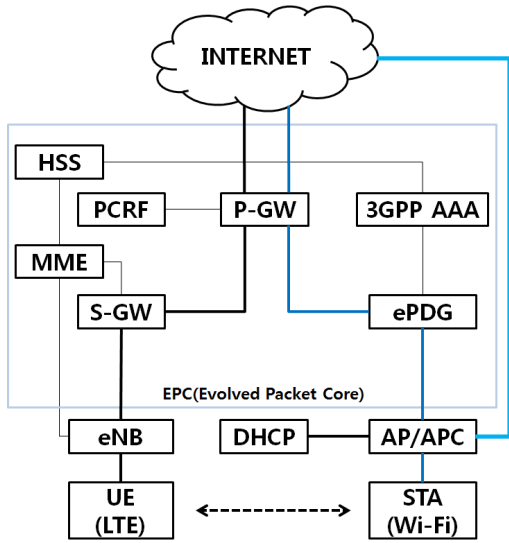 INTERNET
HSS
PCRF
P-GW
3GPP AAA
MME
S-GW
ePDG
EPC(Evolved Packet Core)
eNB
DHCP
AP/APC
UE
(LTE)
STA
(Wi-Fi)